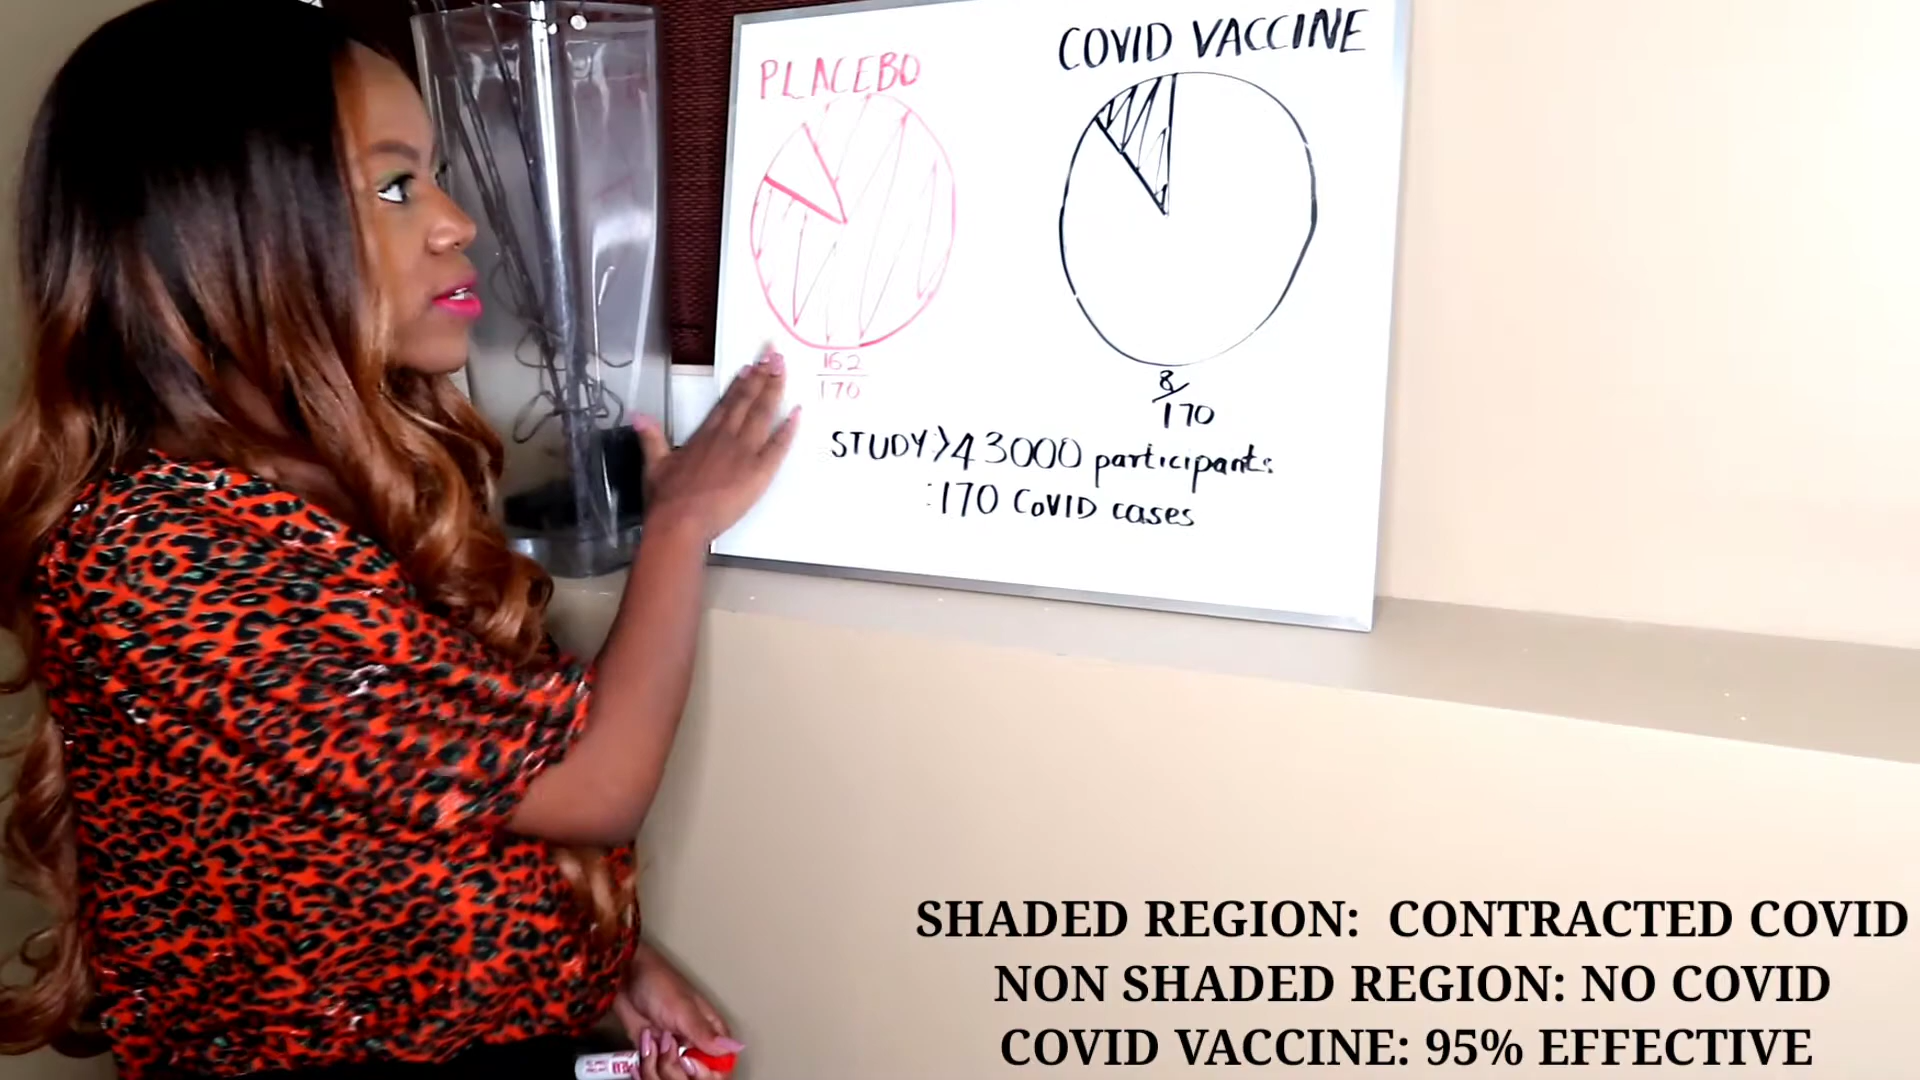 PLACEBO
162
170
COVID VACCINE
8/
170
STUDY>43000 participants
:170 COVID cases
SHADED REGION: CONTRACTED COVID
NON SHADED REGION: NO COVID
COVID VACCINE: 95% EFFECTIVE